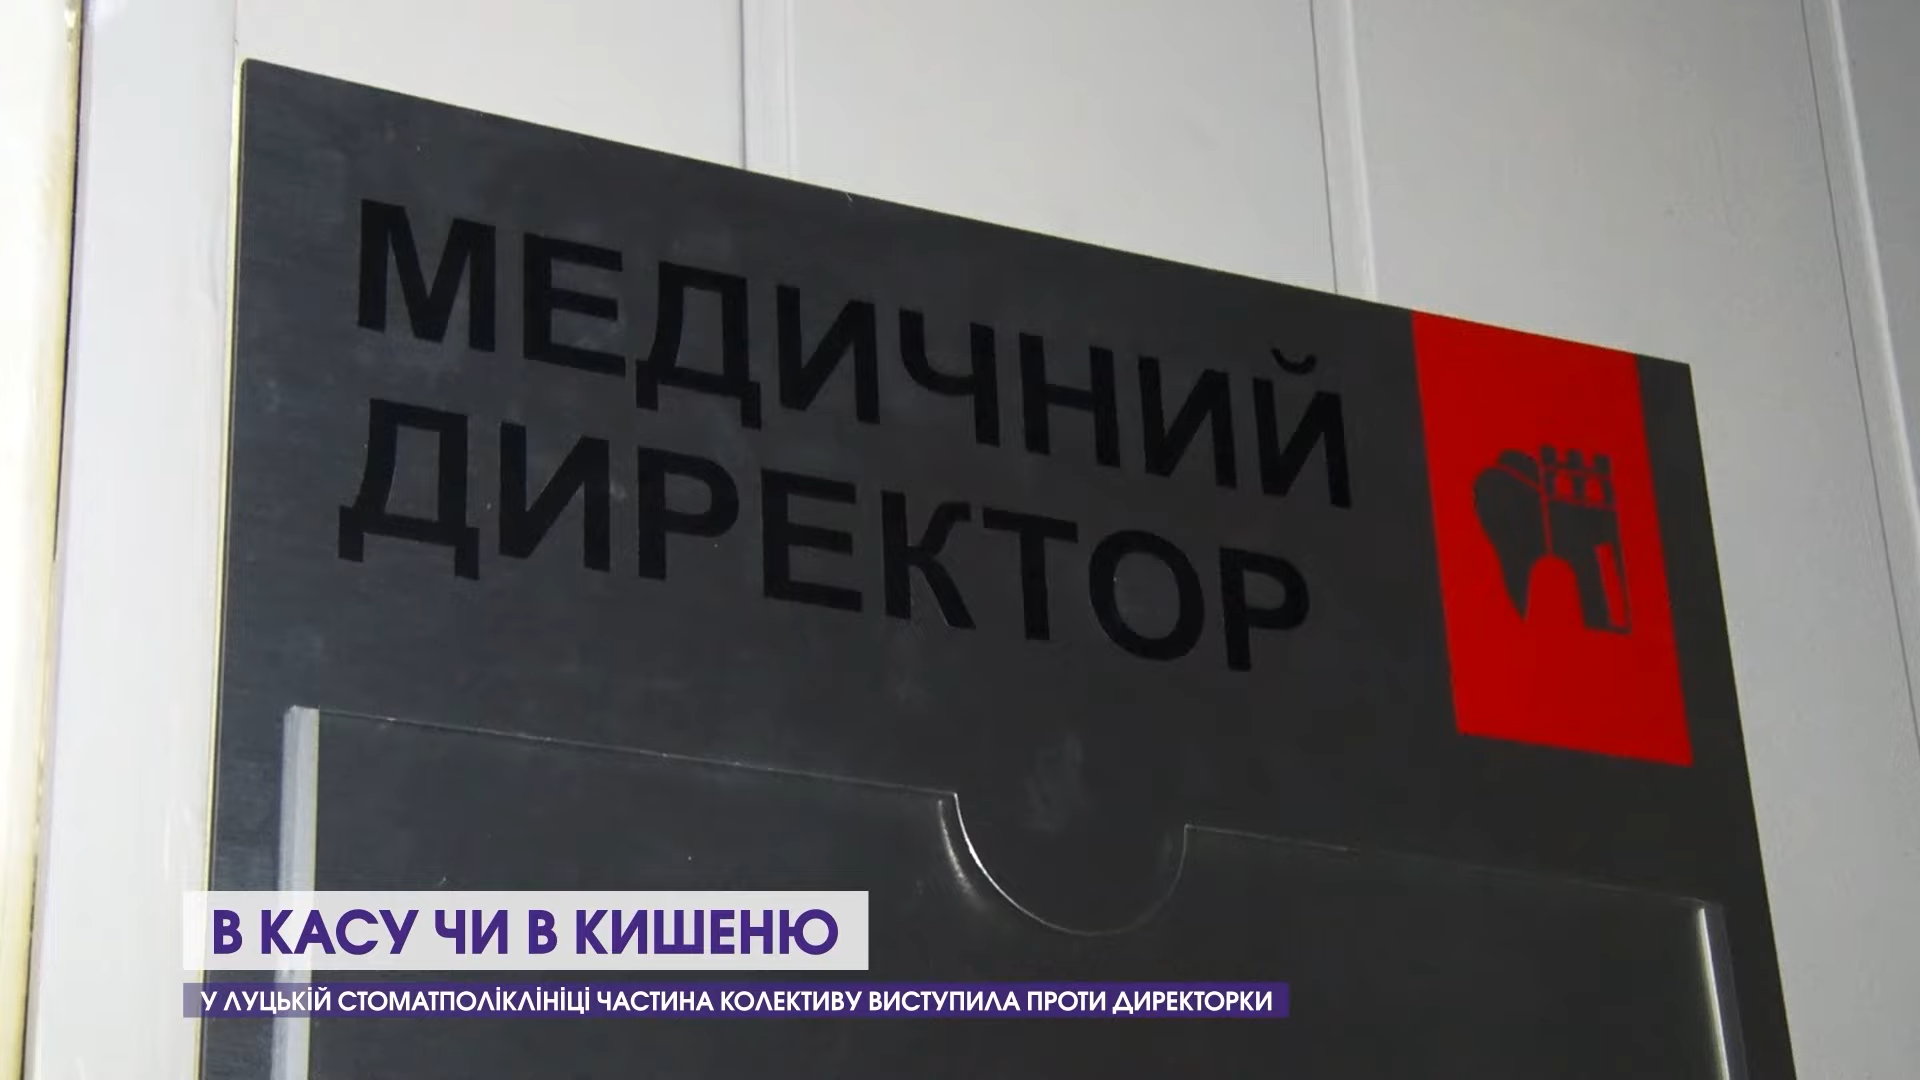 МЕДИЧНИЙ
ДИРЕКТОР
В КАСУ ЧИ В КИШЕНЮ
У ЛУЦЬКІЙ СТОМАТПОЛІКЛІНІЦІ ЧАСТИНА КОЛЕКТИВУ ВИСТУПИЛА ПРОТИ ДИРЕКТОРКИ